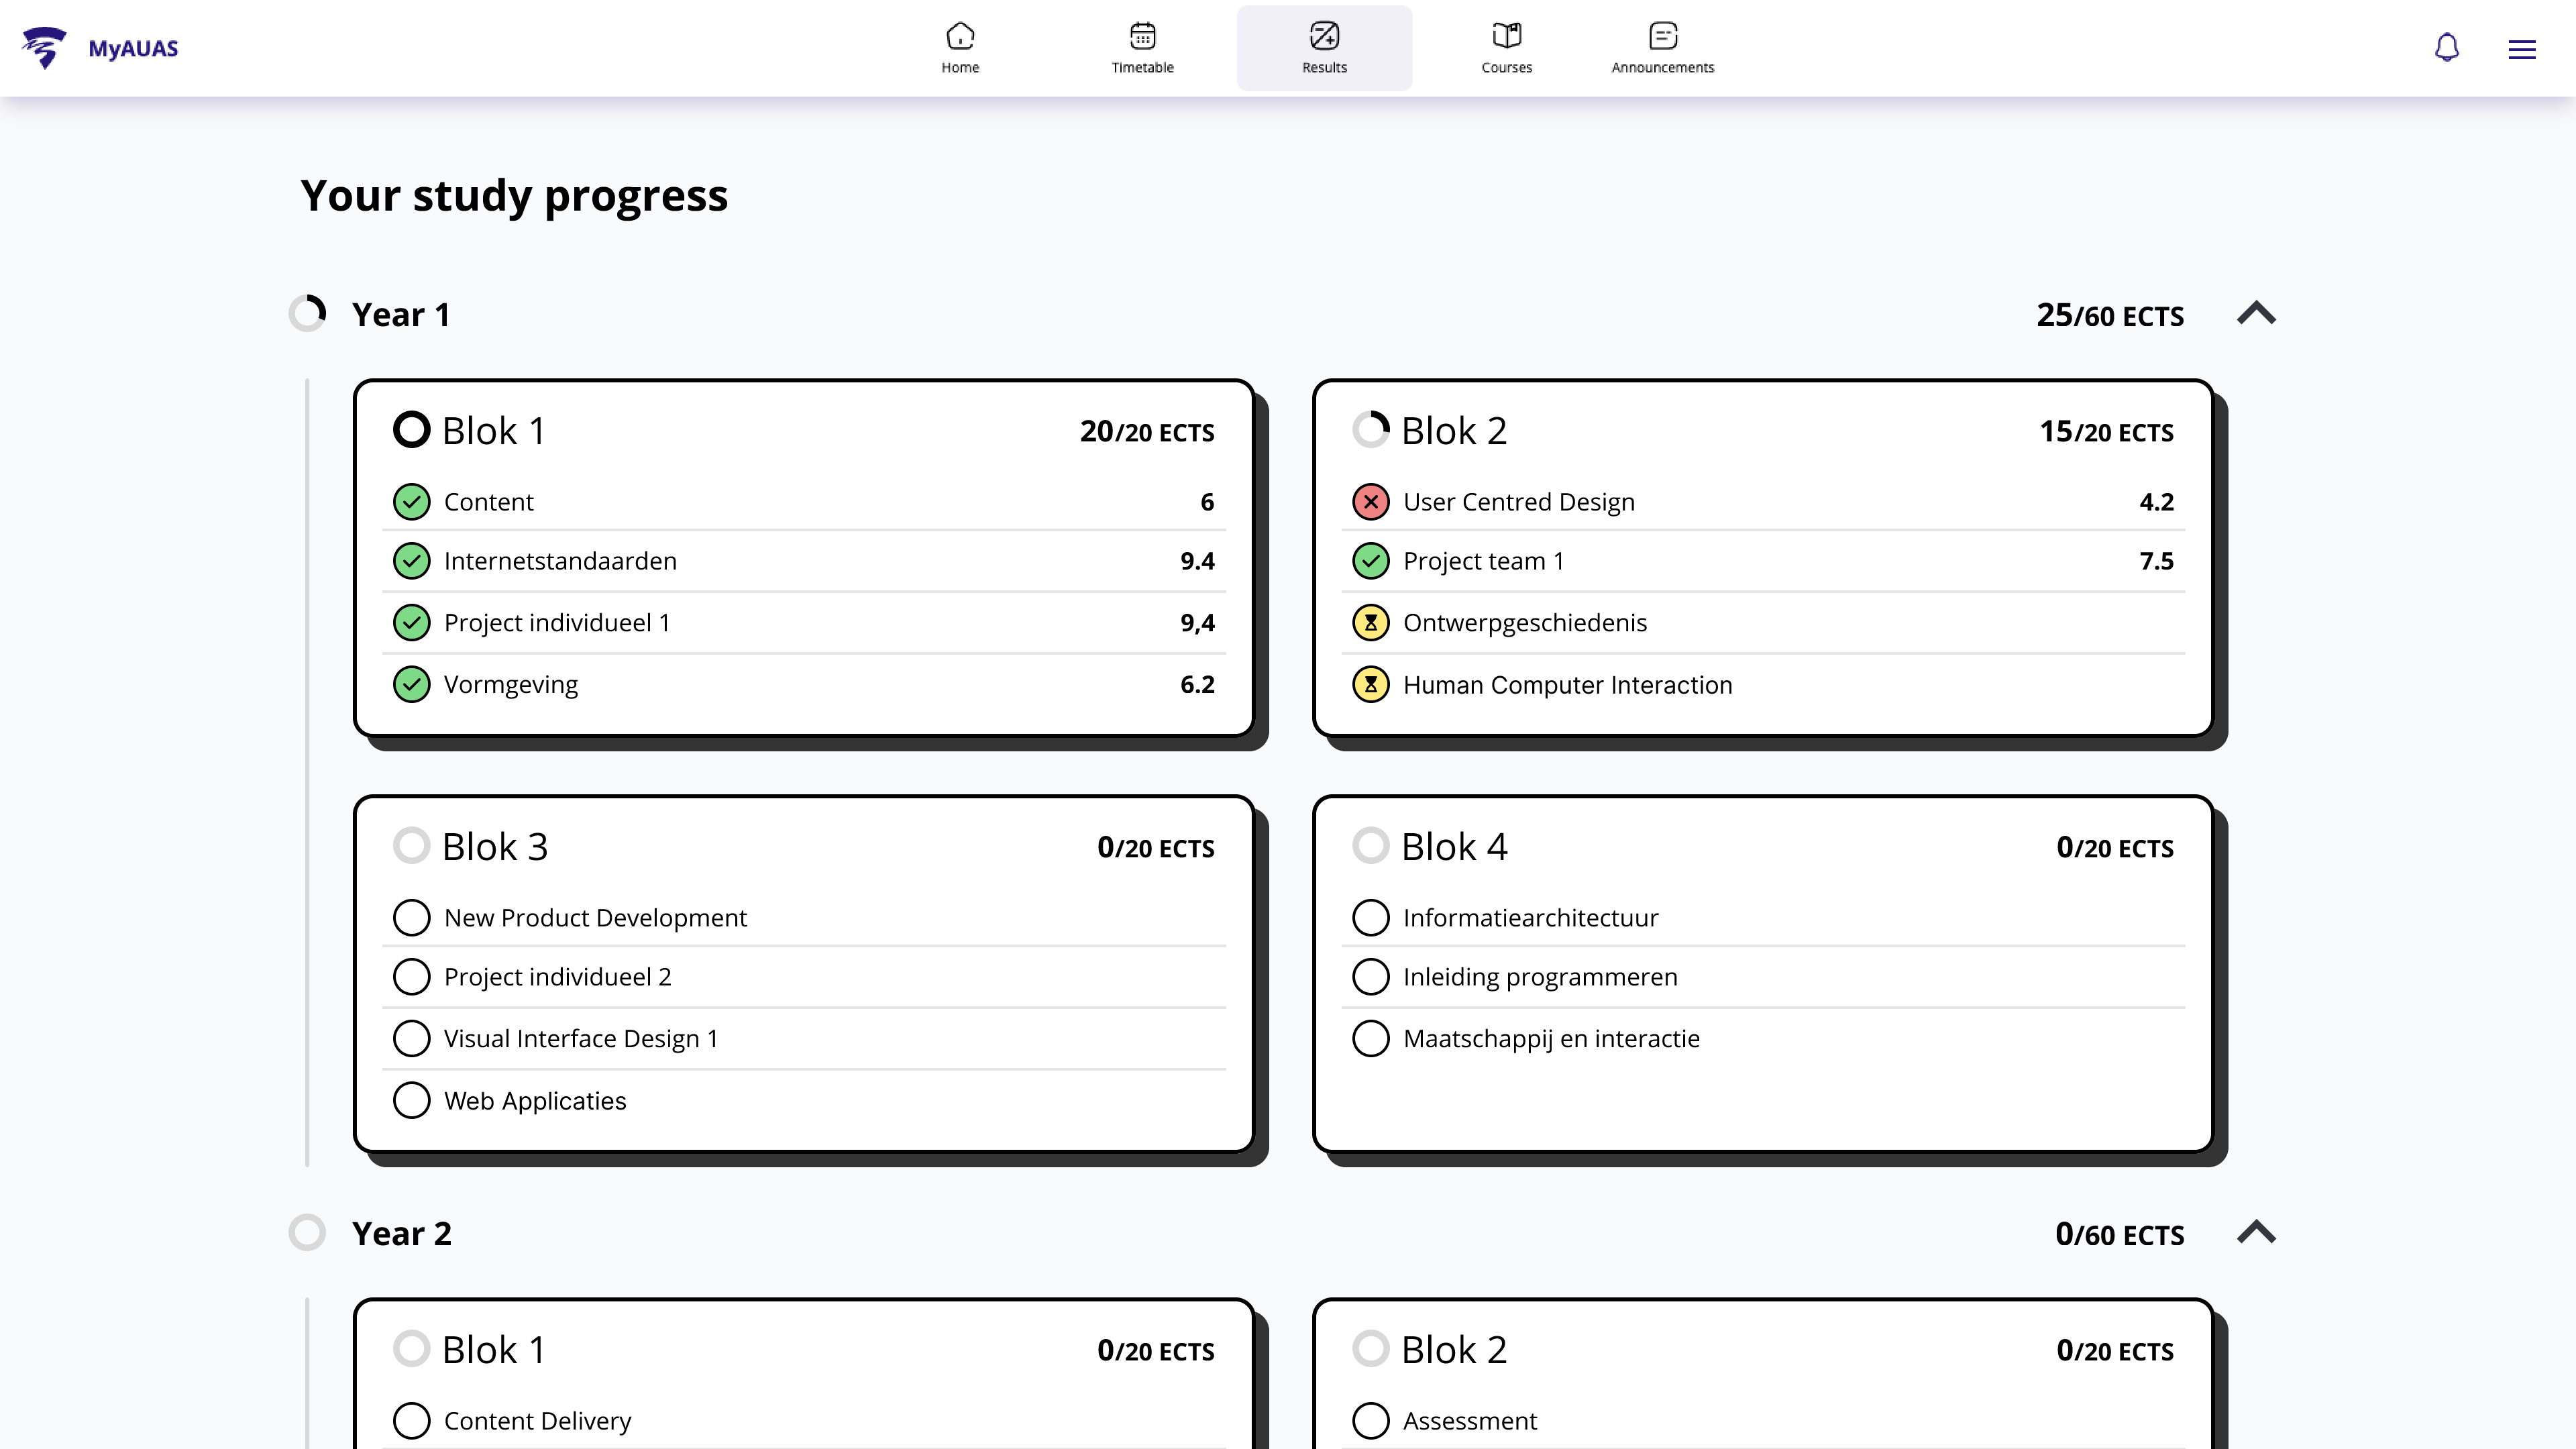 MyAUAS
Home
Timetable
Results
Courses
Announcements
Your study progress
Year 1
25/60 ECTS
Blok 1
20/20 ECTS
Content
6
Internetstandaarden
9.4
Project individueel 1
9,4
Vormgeving
6.2
Blok 2
15/20 ECTS
User Centred Design
4.2
Project team 1
7.5
Ontwerpgeschiedenis
Human Computer Interaction
Blok 3
0/20 ECTS
New Product Development
Project individueel 2
Visual Interface Design 1
Web Applicaties
Blok 4
0/20 ECTS
Informatiearchitectuur
Inleiding programmeren
Maatschappij en interactie
Year 2
0/60 ECTS
Blok 1
0/20 ECTS
Content Delivery
Blok 2
0/20 ECTS
Assessment